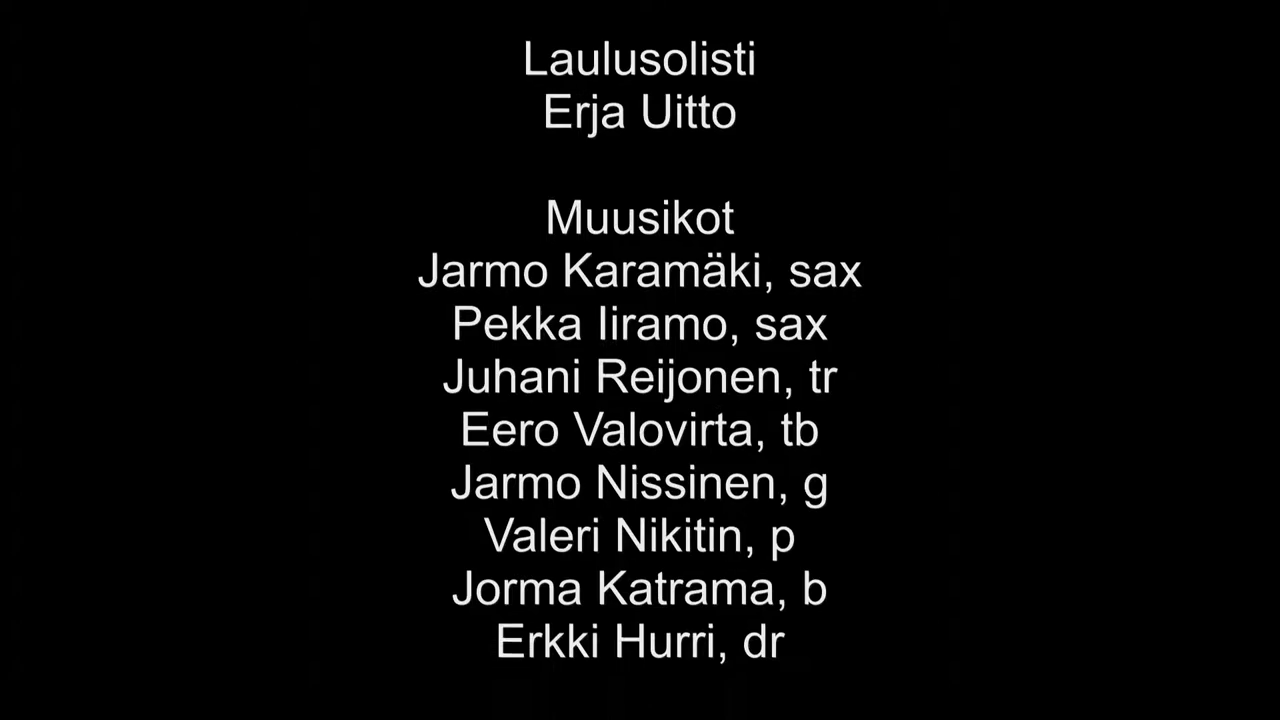 Laulusolisti
Erja Uitto
Muusikot
Jarmo Karamäki, sax
Pekka Iiramo, sax
Juhani Reijonen, tr
Eero Valovirta, tb
Jarmo Nissinen, g
Valeri Nikitin, p
Jorma Katrama, b
Erkki Hurri, dr